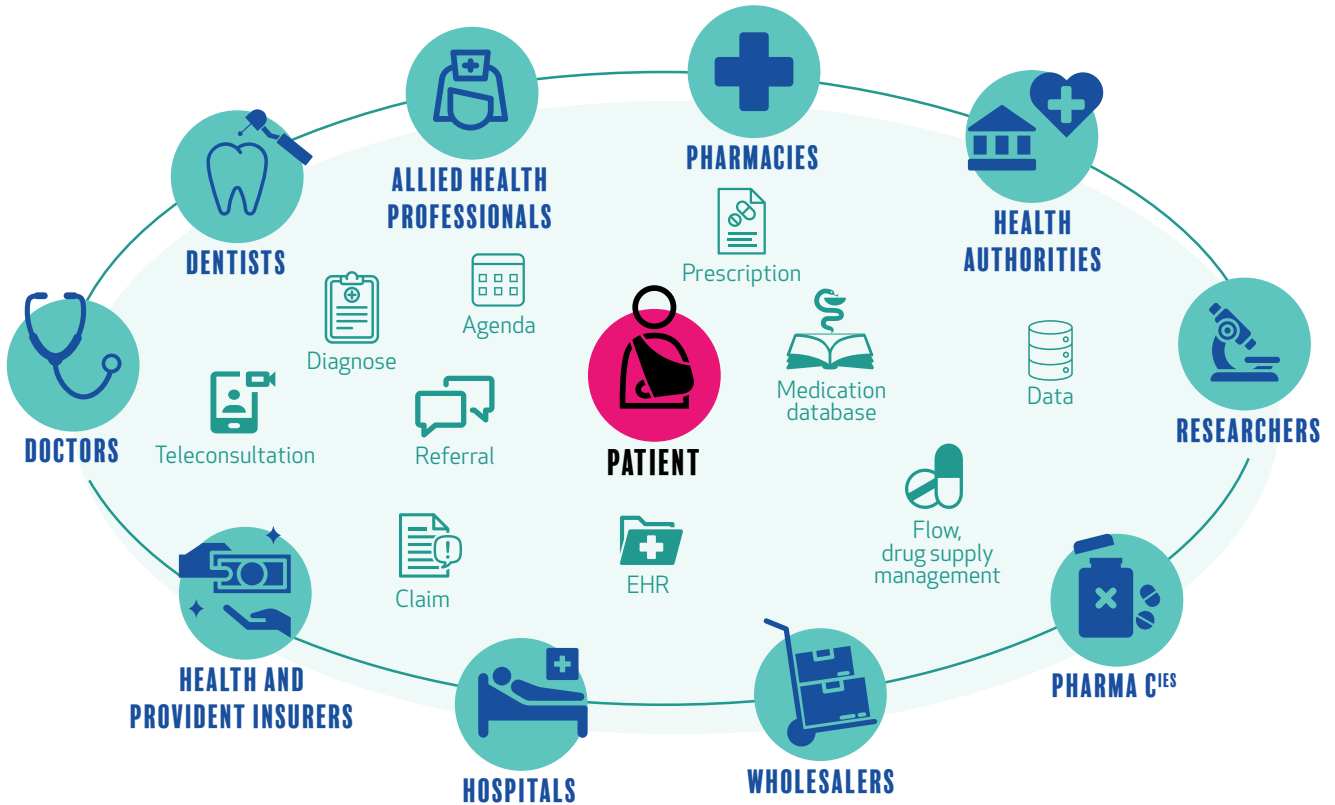 PHARMACIES
ALLIED HEALTH
PROFESSIONALS
HEALTH
AUTHORITIES
DENTISTS
Prescription
Agenda
Diagnose
Medication
database
Data
DOCTORS
Teleconsultation
Referral
PATIENT
RESEARCHERS
Flow,
drug supply
management
Claim
EHR
HEALTH AND
PROVIDENT INSURERS
PHARMA CIES
HOSPITALS
WHOLESALERS